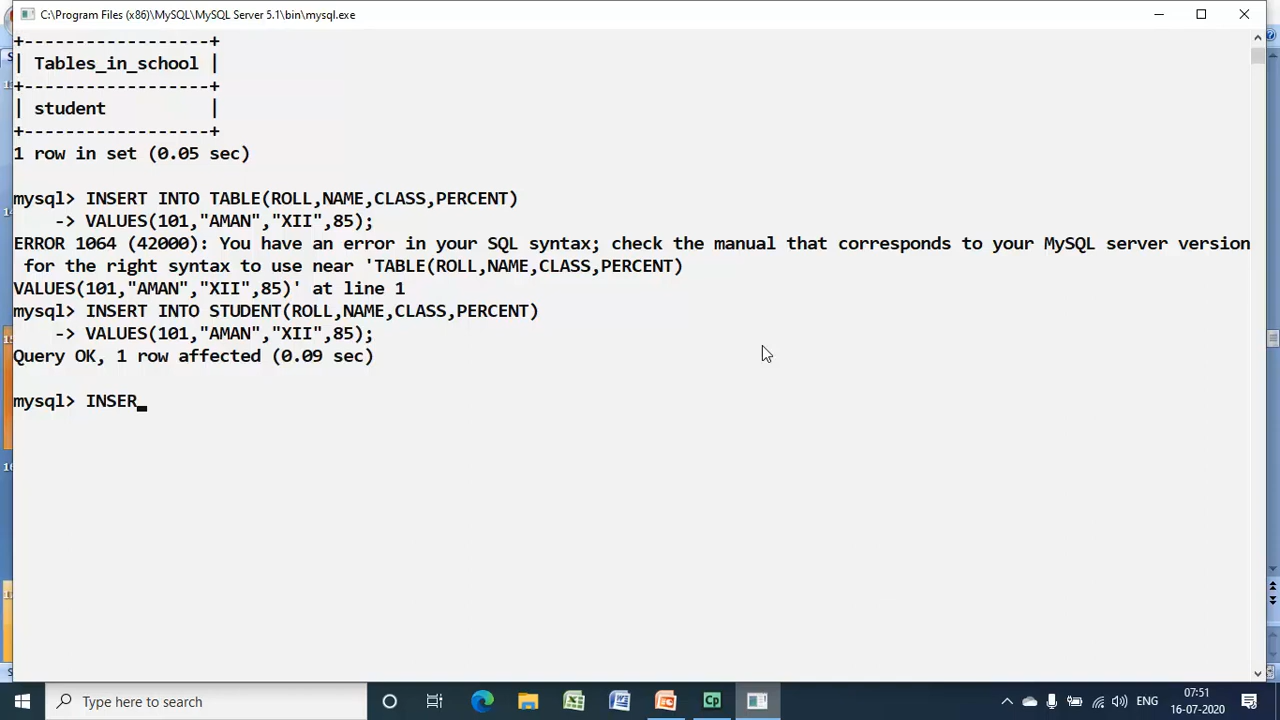 C:\Program Files (x86)\MySQL\MySQL Server 5.1\bin\mysql.exe
+------------------+
| Tables_in_school |
+------------------+
| student          |
+------------------+
1 row in set (0.05 sec)
mysql> INSERT INTO TABLE(ROLL,NAME,CLASS,PERCENT)
    -> VALUES(101,"AMAN","XII",85);
ERROR 1064 (42000): You have an error in your SQL syntax; check the manual that corresponds to your MySQL server version
 for the right syntax to use near 'TABLE(ROLL,NAME,CLASS,PERCENT)
VALUES(101,"AMAN","XII",85)' at line 1
mysql> INSERT INTO STUDENT(ROLL,NAME,CLASS,PERCENT)
    -> VALUES(101,"AMAN","XII",85);
Query OK, 1 row affected (0.09 sec)
mysql> INSER_
Type here to search
ENG
07:51
16-07-2020